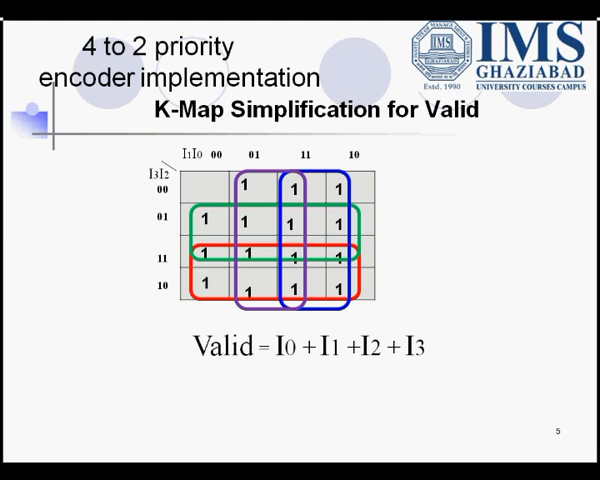 4 to 2 priority
encoder implementation
IMS
GHAZIABAD
UNIVERSITY COURSES CAMPUS
IMS
Estd. 1990
K-Map Simplification for Valid
I1I0 00 01 11 10
I3I2
00 1 1 1
01 1 1 1 1
11 1 1 1 1
10 1 1 1 1
Valid = I0 + I1 +I2 + I3
5